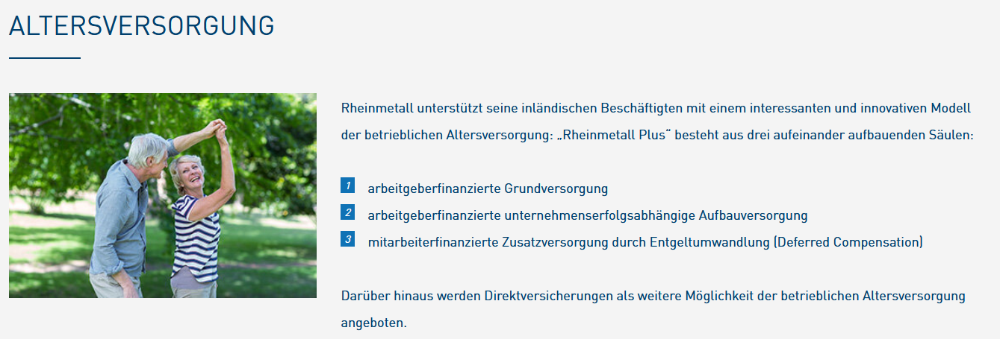 ALTERSVERSORGUNG
Rheinmetall unterstützt seine inländischen Beschäftigten mit einem interessanten und innovativen Modell
der betrieblichen Altersversorgung: „Rheinmetall Plus“ besteht aus drei aufeinander aufbauenden Säulen:
1 arbeitgeberfinanzierte Grundversorgung
2 arbeitgeberfinanzierte unternehmenserfolgsabhängige Aufbauversorgung
3 mitarbeiterfinanzierte Zusatzversorgung durch Entgeltumwandlung (Deferred Compensation)
Darüber hinaus werden Direktversicherungen als weitere Möglichkeit der betrieblichen Altersversorgung
angeboten.